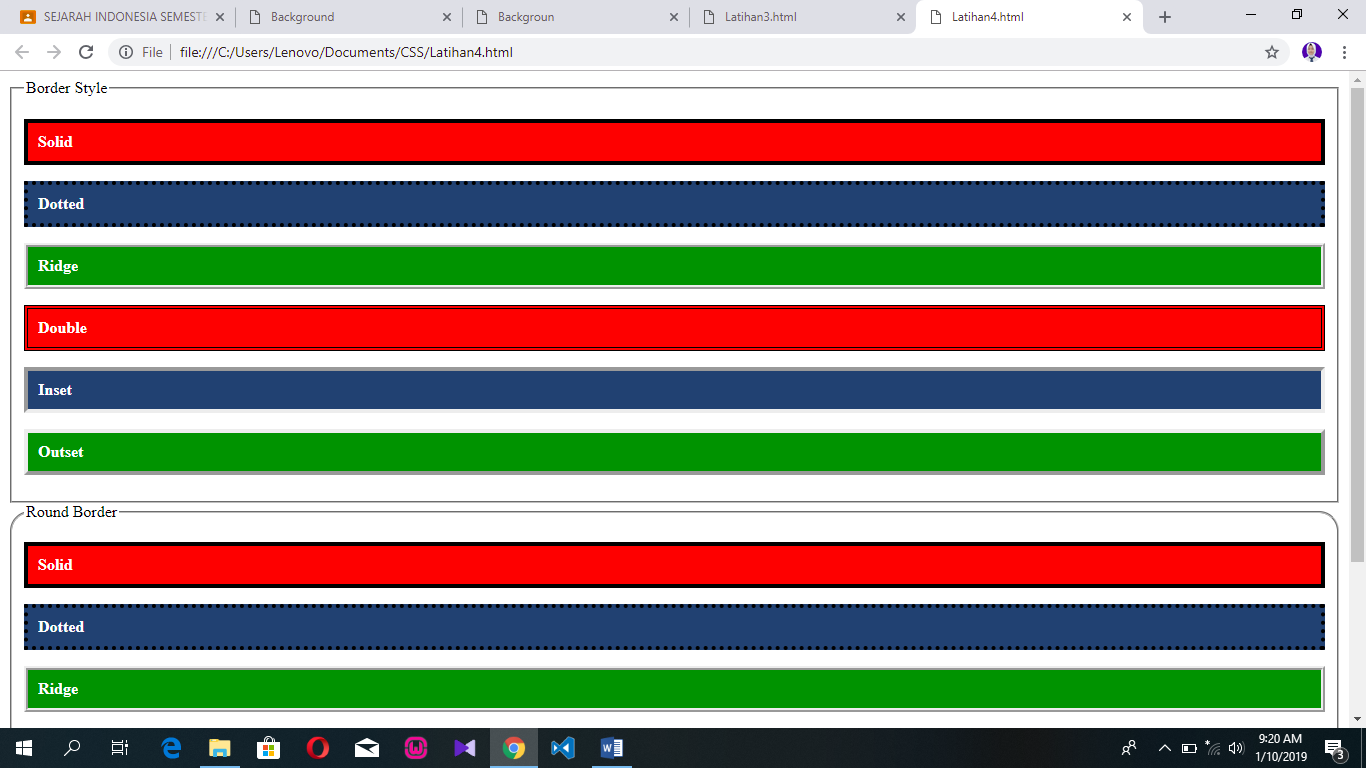 SEJARAH INDONESIA SEMESTE
Background
Backgroun
Latihan3.html
Latihan4.html
File
file:///C:/Users/Lenovo/Documents/CSS/Latihan4.html
Border Style
Solid
Dotted
Ridge
Double
Inset
Outset
Round Border
Solid
Dotted
Ridge
9:20 AM
1/10/2019
3